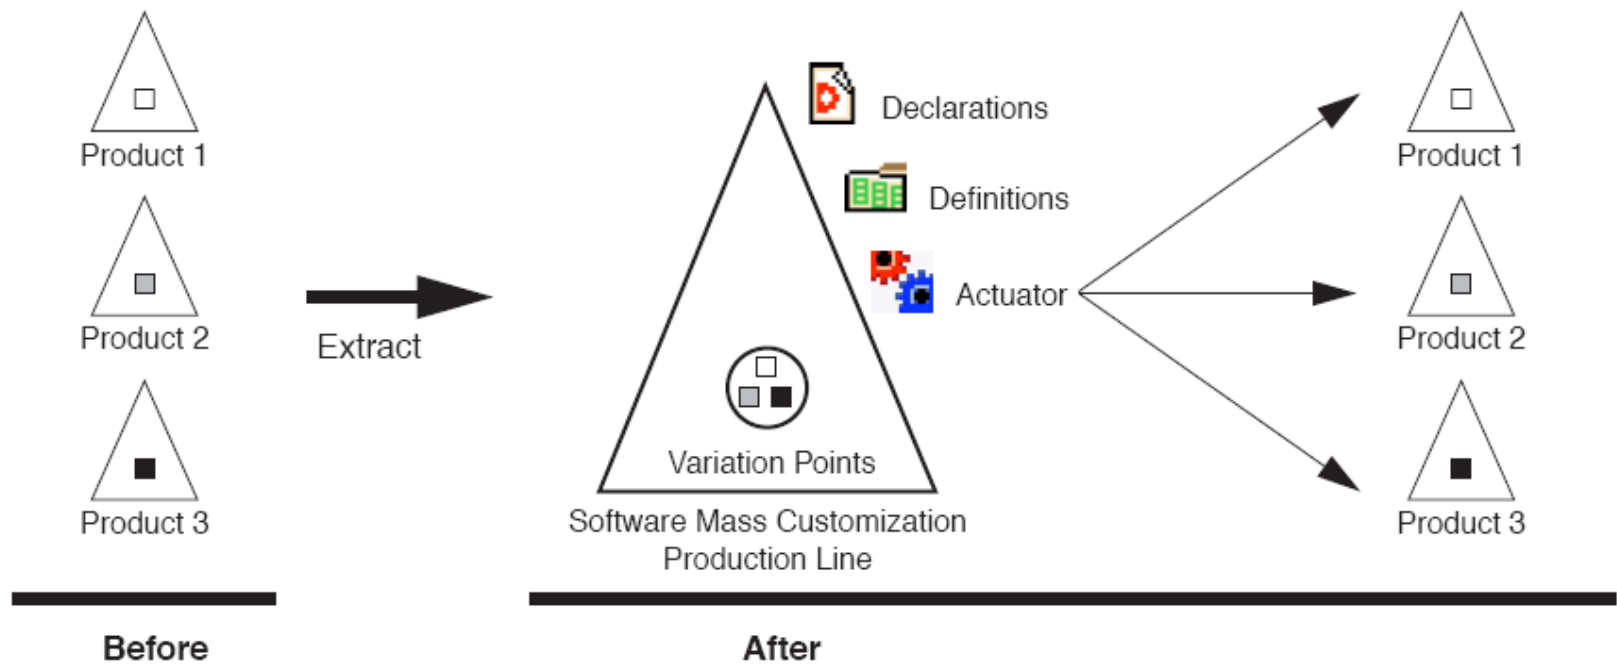 Product 1
Product 2
Product 3
Extract
Declarations
Definitions
Actuator
Variation Points
Software Mass Customization
Production Line
Product 1
Product 2
Product 3
Before
After